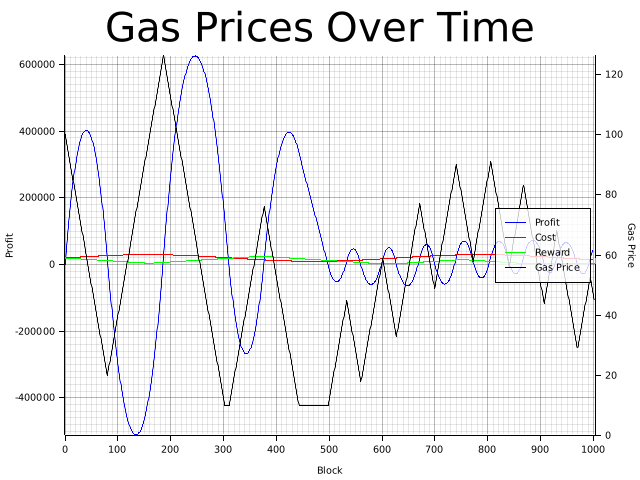 Gas Prices Over Time
600000
400000
200000
0
-200000
-400000
Profit
120
100
80
60
40
20
0
Gas Price
Profit
Cost
Reward
Gas Price
0 100 200 300 400 500 600 700 800 900 1000
Block